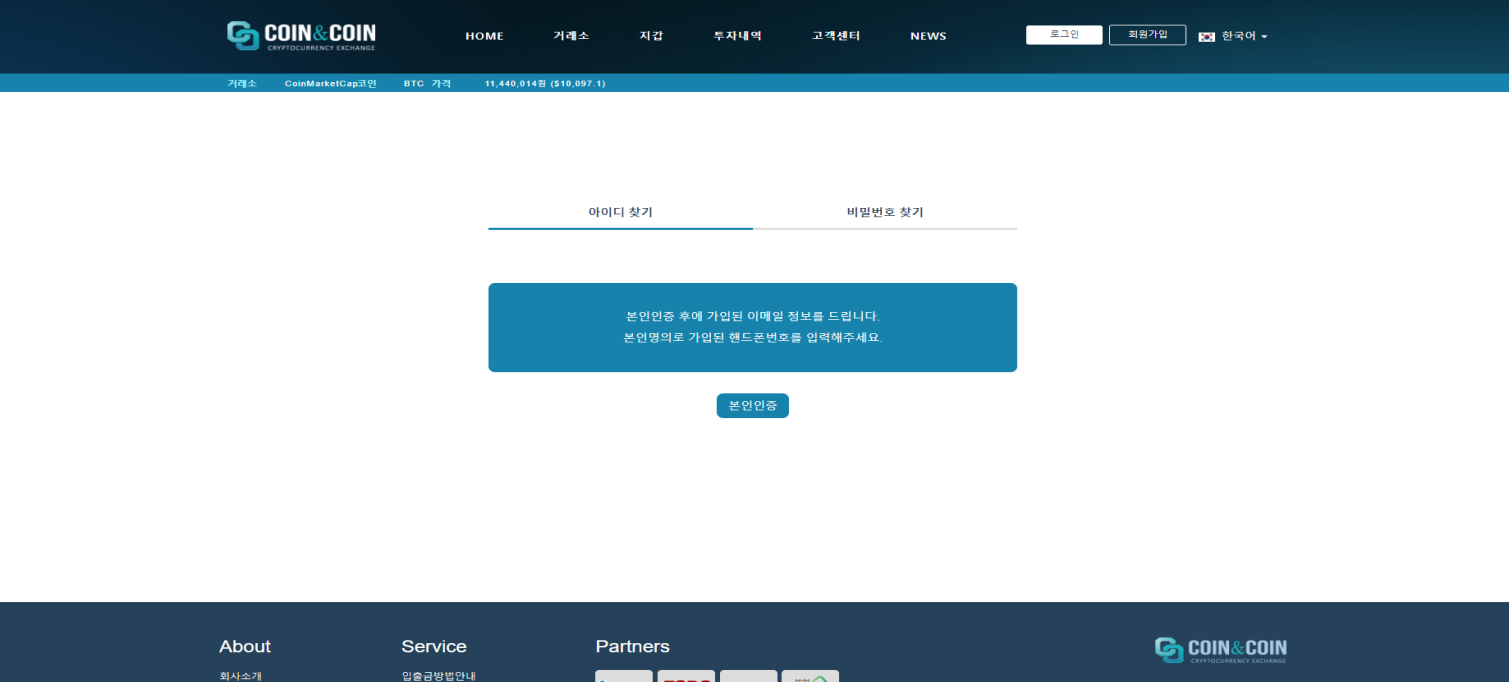 COIN&COIN
CRYPTOCURRENCY EXCHANGE
HOME 거래소 지갑 투자내역 고객센터 NEWS
로그인 회원가입 한국어
거래소 CoinMarketCap코인 BTC 가격 11,440,014원 ($10,097.1)
아이디 찾기 비밀번호 찾기
본인인증 후에 가입된 이메일 정보를 드립니다.
본인명의로 가입된 핸드폰번호를 입력해주세요.
본인인증
About Service Partners
COIN&COIN
CRYPTOCURRENCY EXCHANGE
회사소개 입출금방법안내